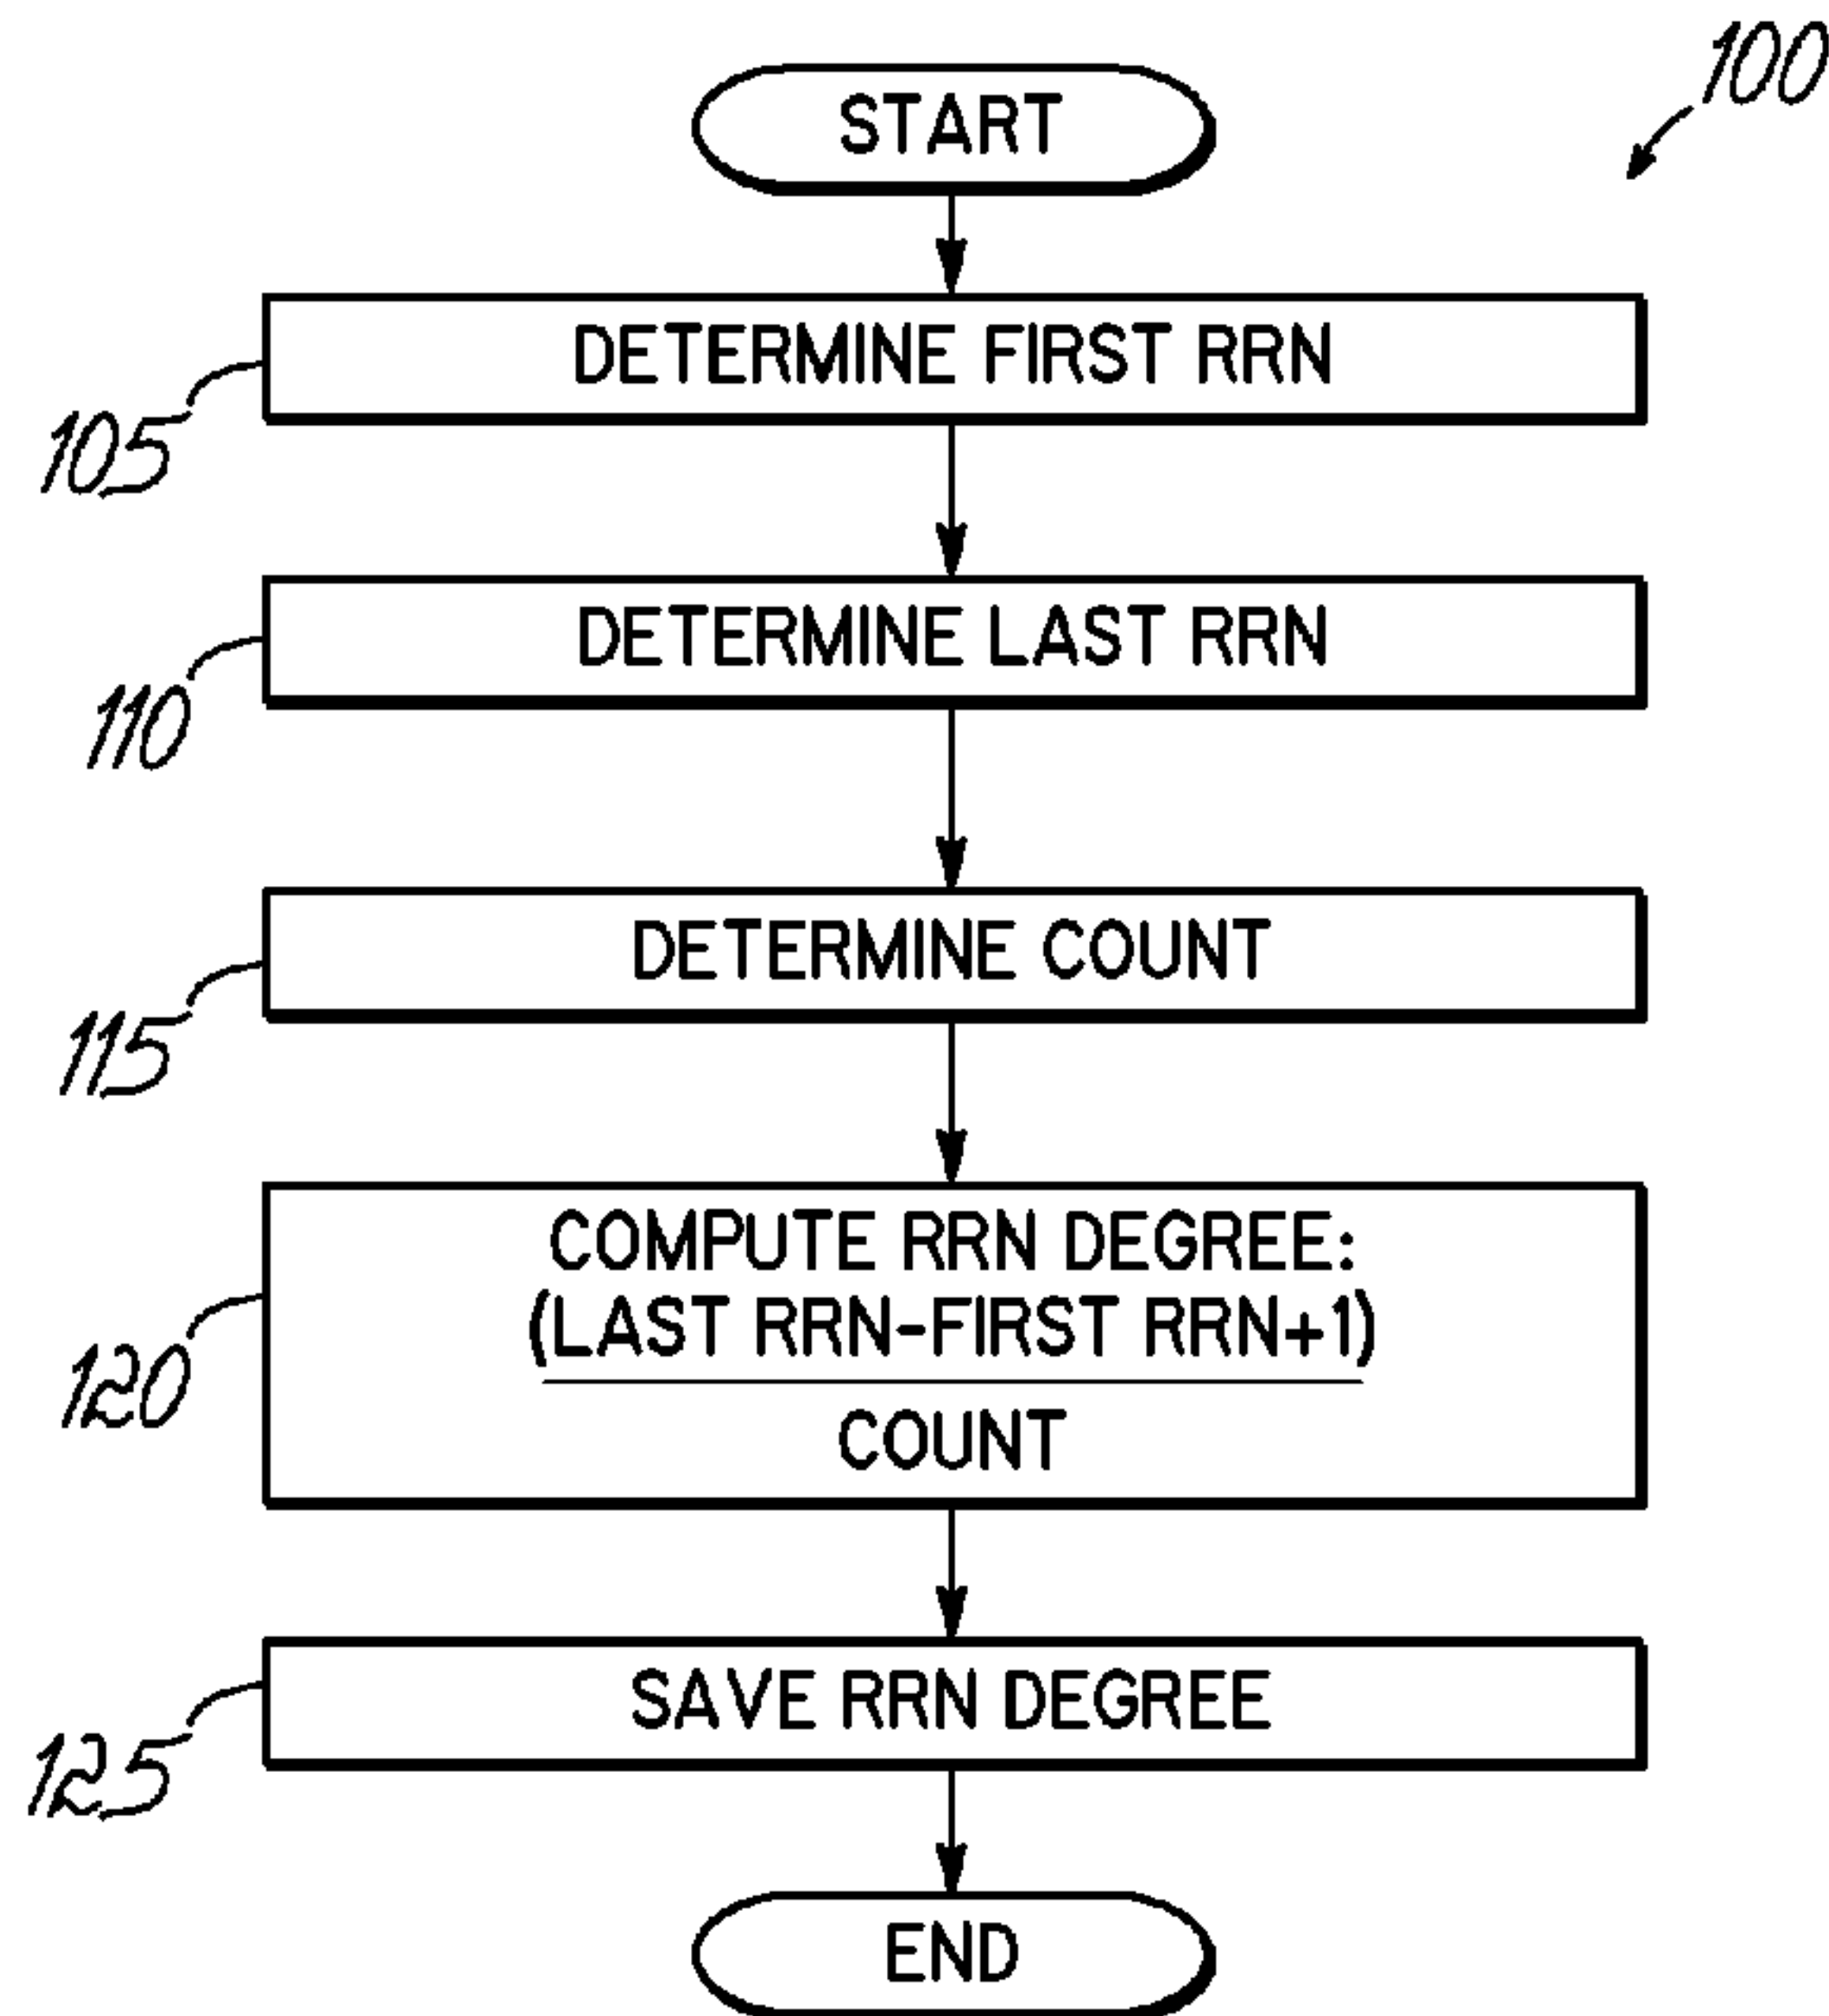 100
START
DETERMINE FIRST RRN
105
DETERMINE LAST RRN
110
DETERMINE COUNT
115
COMPUTE RRN DEGREE:
(LAST RRN-FIRST RRN+1)
COUNT
120
SAVE RRN DEGREE
125
END